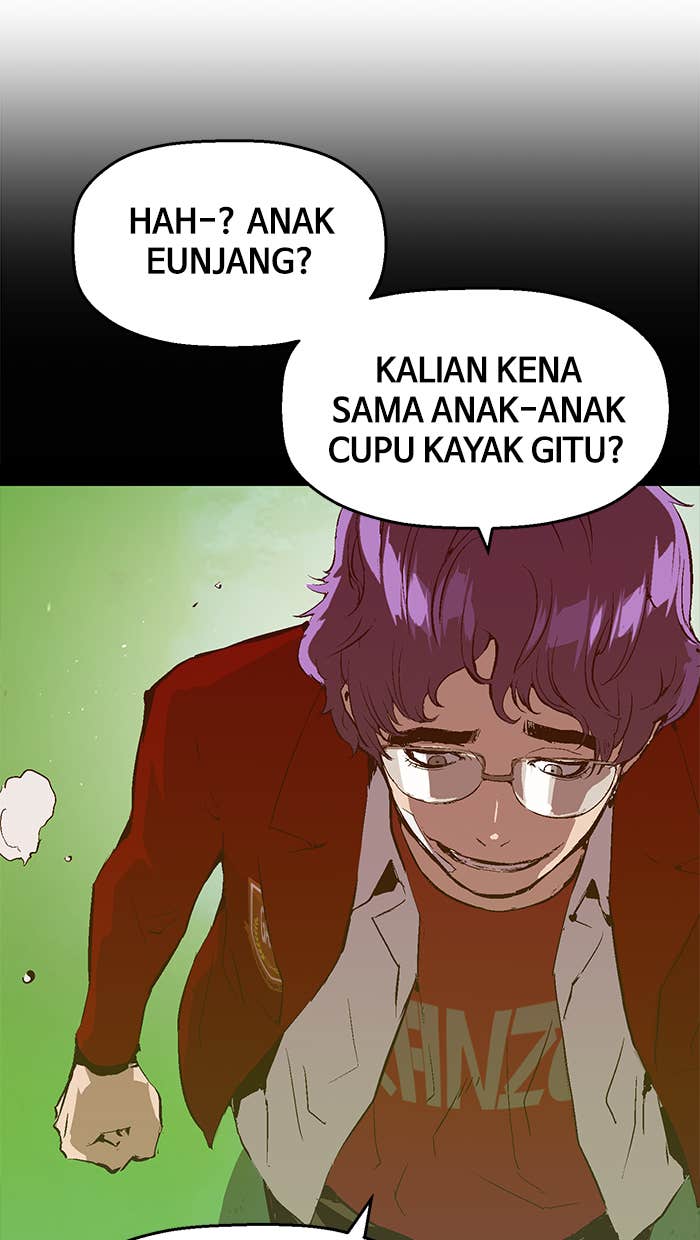 HAH-? ANAK
EUNJANG?
KALIAN KENA
SAMA ANAK-ANAK
CUPU KAYAK GITU?